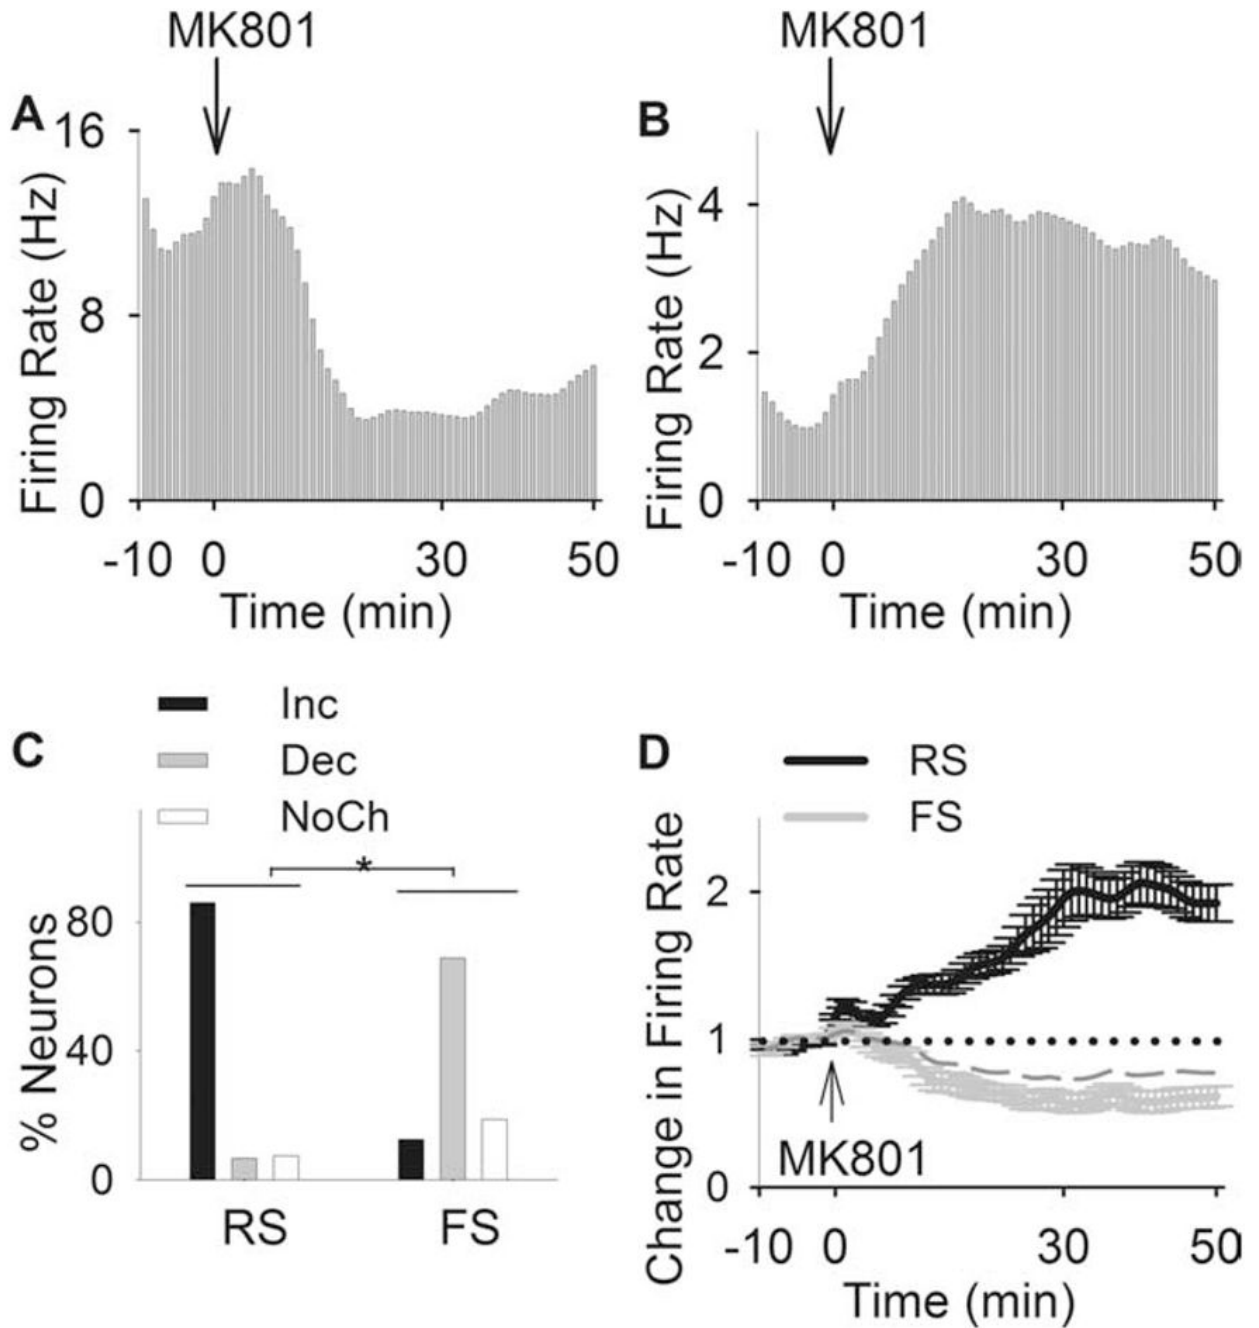 MK801
A
16
8
0
Firing Rate (Hz)
-10 0 30 50
Time (min)
MK801
B
4
2
0
Firing Rate (Hz)
-10 0 30 50
Time (min)
C
Inc
Dec
NoCh
*
80
40
0
% Neurons
RS FS
D
RS
FS
2
1
0
Change in Firing Rate
MK801
-10 0 30 50
Time (min)